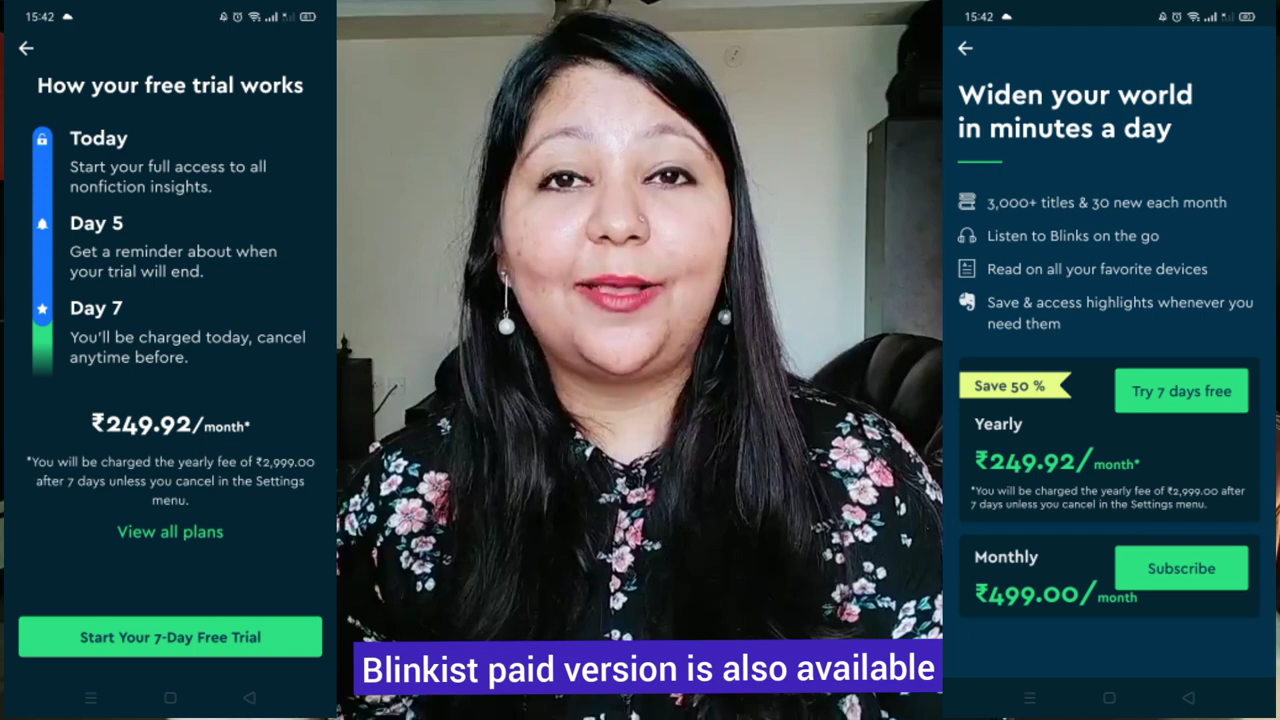 15:42
How your free trial works
Today
Start your full access to all
nonfiction insights.
Day 5
Get a reminder about when
your trial will end.
Day 7
You'll be charged today, cancel
anytime before.
₹249.92/month*
*You will be charged the yearly fee of ₹2,999.00
after 7 days unless you cancel in the Settings
menu.
View all plans
Start Your 7-Day Free Trial
Blinkist paid version is also available
15:42
Widen your world
in minutes a day
3,000+ titles & 30 new each month
Listen to Blinks on the go
Read on all your favorite devices
Save & access highlights whenever you
need them
Save 50 %
Try 7 days free
Yearly
₹249.92/month*
*You will be charged the yearly fee of ₹2,999.00 after
7 days unless you cancel in the Settings menu.
Monthly
Subscribe
₹499.00/month